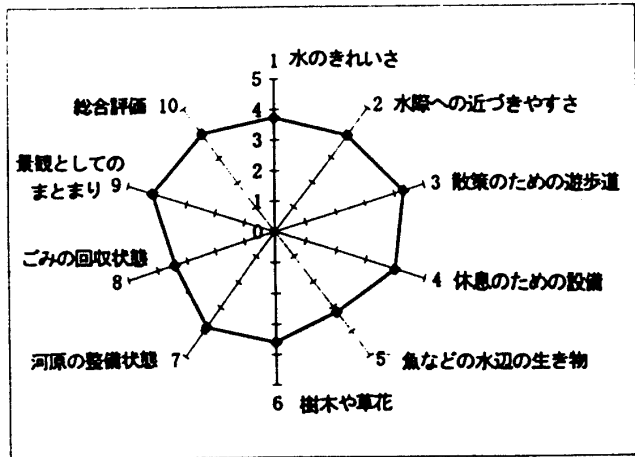 1 水のきれいさ
5
4
3
2
1
0
2 水際への近づきやすさ
3 散策のための遊歩道
4 休息のための設備
5 魚などの水辺の生き物
6
樹木や草花
河原の整備状態 7
ごみの回収状態
8
景観としての
まとまり 9
総合評価 10